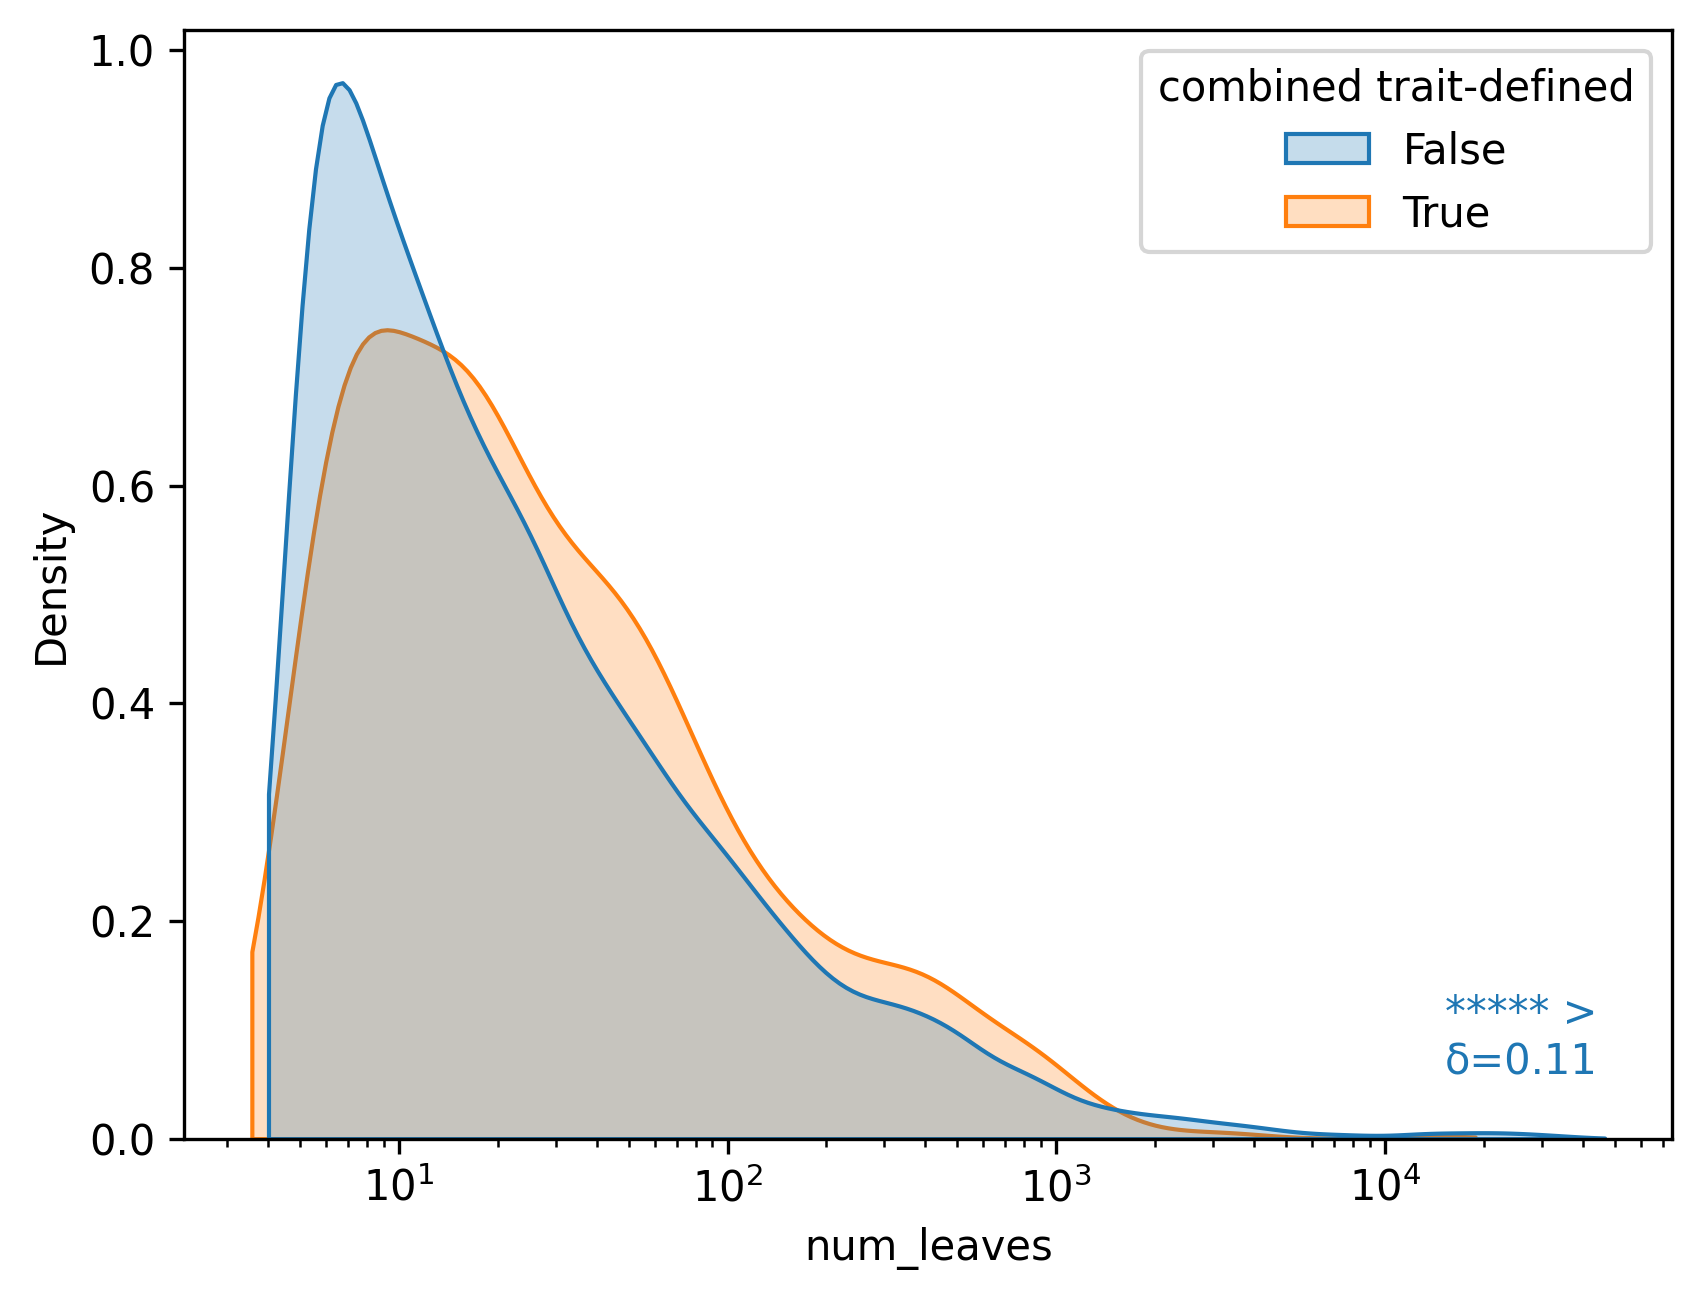 1.0
0.8
0.6
0.4
0.2
0.0
Density
10¹
10²
10³
10⁴
num_leaves
combined trait-defined
False
True
***** >
δ=0.11